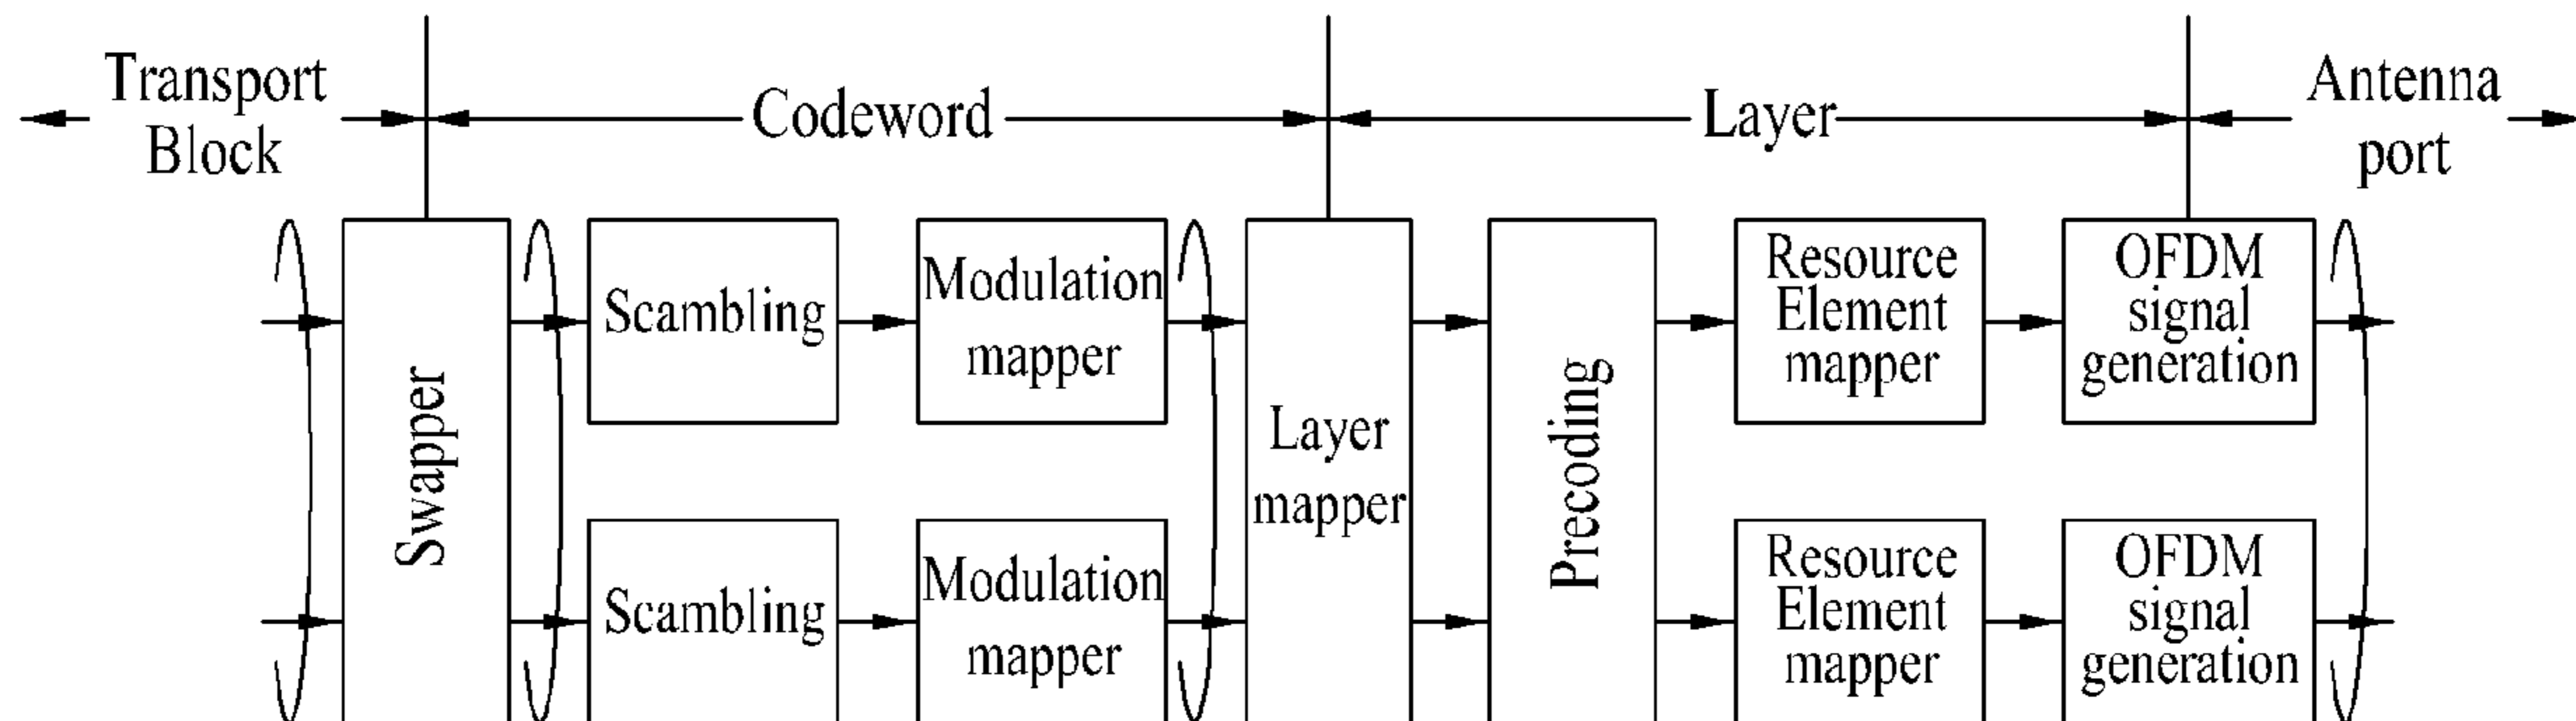 Transport
Block
Codeword
Layer
Antenna
port
Swapper
Scambling
Modulation
mapper
Layer
mapper
Precoding
Resource
Element
mapper
OFDM
signal
generation
Scambling
Modulation
mapper
Resource
Element
mapper
OFDM
signal
generation